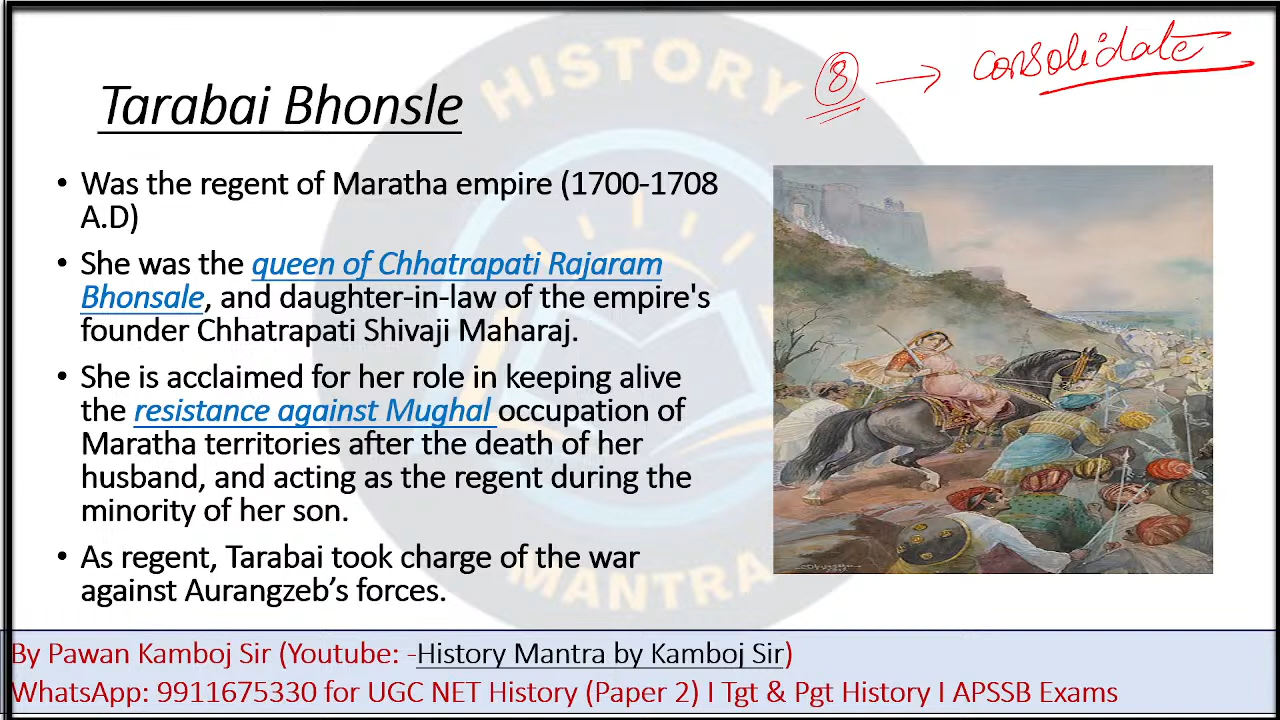 8 → consolidate
Tarabai Bhonsle
• Was the regent of Maratha empire (1700-1708
A.D)
• She was the queen of Chhatrapati Rajaram
Bhonsale, and daughter-in-law of the empire's
founder Chhatrapati Shivaji Maharaj.
• She is acclaimed for her role in keeping alive
the resistance against Mughal occupation of
Maratha territories after the death of her
husband, and acting as the regent during the
minority of her son.
• As regent, Tarabai took charge of the war
against Aurangzeb’s forces.
HISTORY
MANTRA
By Pawan Kamboj Sir (Youtube: -History Mantra by Kamboj Sir)
WhatsApp: 9911675330 for UGC NET History (Paper 2) I Tgt & Pgt History I APSSB Exams